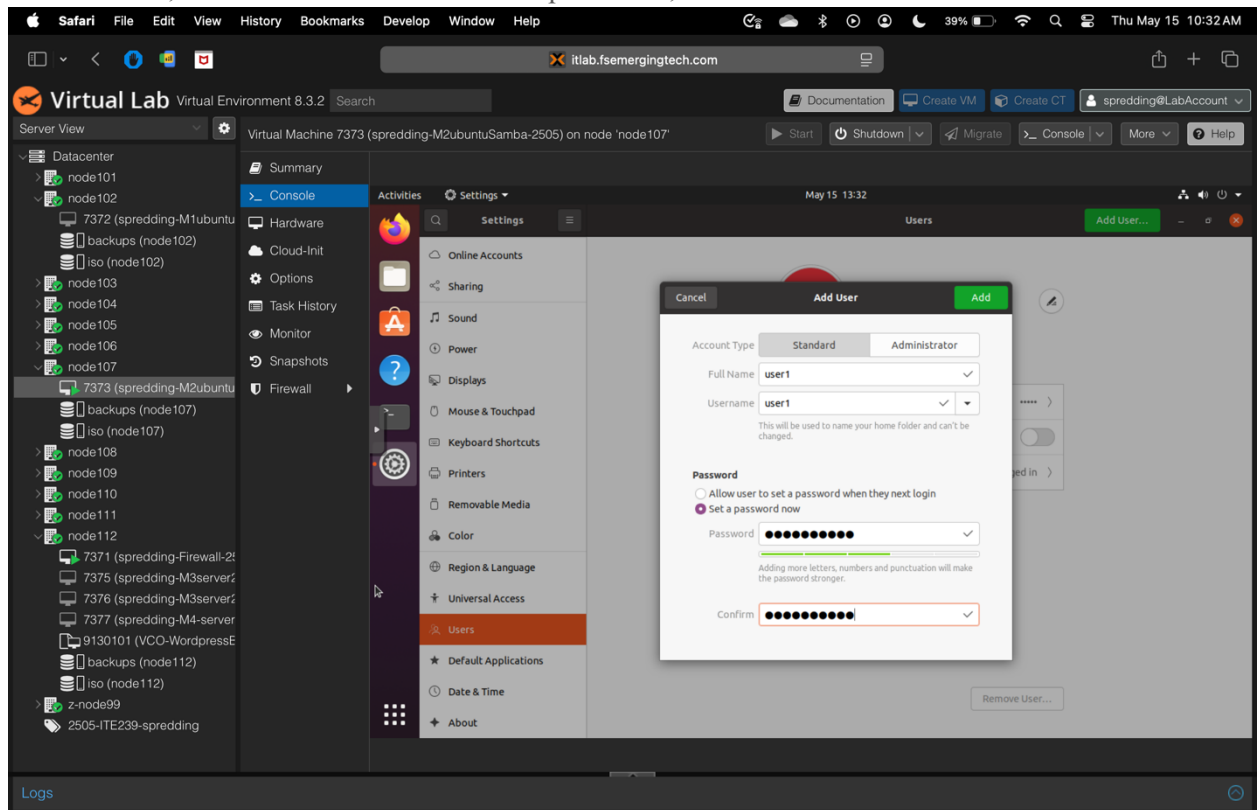 Safari File Edit View History Bookmarks Develop Window Help 39% Thu May 15 10:32 AM
itlab.fsemergingtech.com
Virtual Lab Virtual Environment 8.3.2 Search Documentation Create VM Create CT spredding@LabAccount
Server View Virtual Machine 7373 (spredding-M2ubuntuSamba-2505) on node 'node107' Start Shutdown Migrate Console More Help
Datacenter
node101
node102
7372 (spredding-M1ubuntu
backups (node102)
iso (node102)
node103
node104
node105
node106
node107
7373 (spredding-M2ubuntu
backups (node107)
iso (node107)
node108
node109
node110
node111
node112
7371 (spredding-Firewall-25
7375 (spredding-M3server2
7376 (spredding-M3server2
7377 (spredding-M4-server
9130101 (VCO-WordpressE
backups (node112)
iso (node112)
z-node99
2505-ITE239-spredding
Summary
Console
Hardware
Cloud-Init
Options
Task History
Monitor
Snapshots
Firewall
Activities Settings May 15 13:32
Settings Users Add User...
Online Accounts
Sharing
Sound
Power
Displays
Mouse & Touchpad
Keyboard Shortcuts
Printers
Removable Media
Color
Region & Language
Universal Access
Users
Default Applications
Date & Time
About
Cancel Add User Add
Account Type Standard Administrator
Full Name user1
Username user1
This will be used to name your home folder and can't be
changed.
Password
Allow user to set a password when they next login
Set a password now
Password ●●●●●●●●●●
Adding more letters, numbers and punctuation will make
the password stronger.
Confirm ●●●●●●●●●●
ged in
Remove User...
Logs